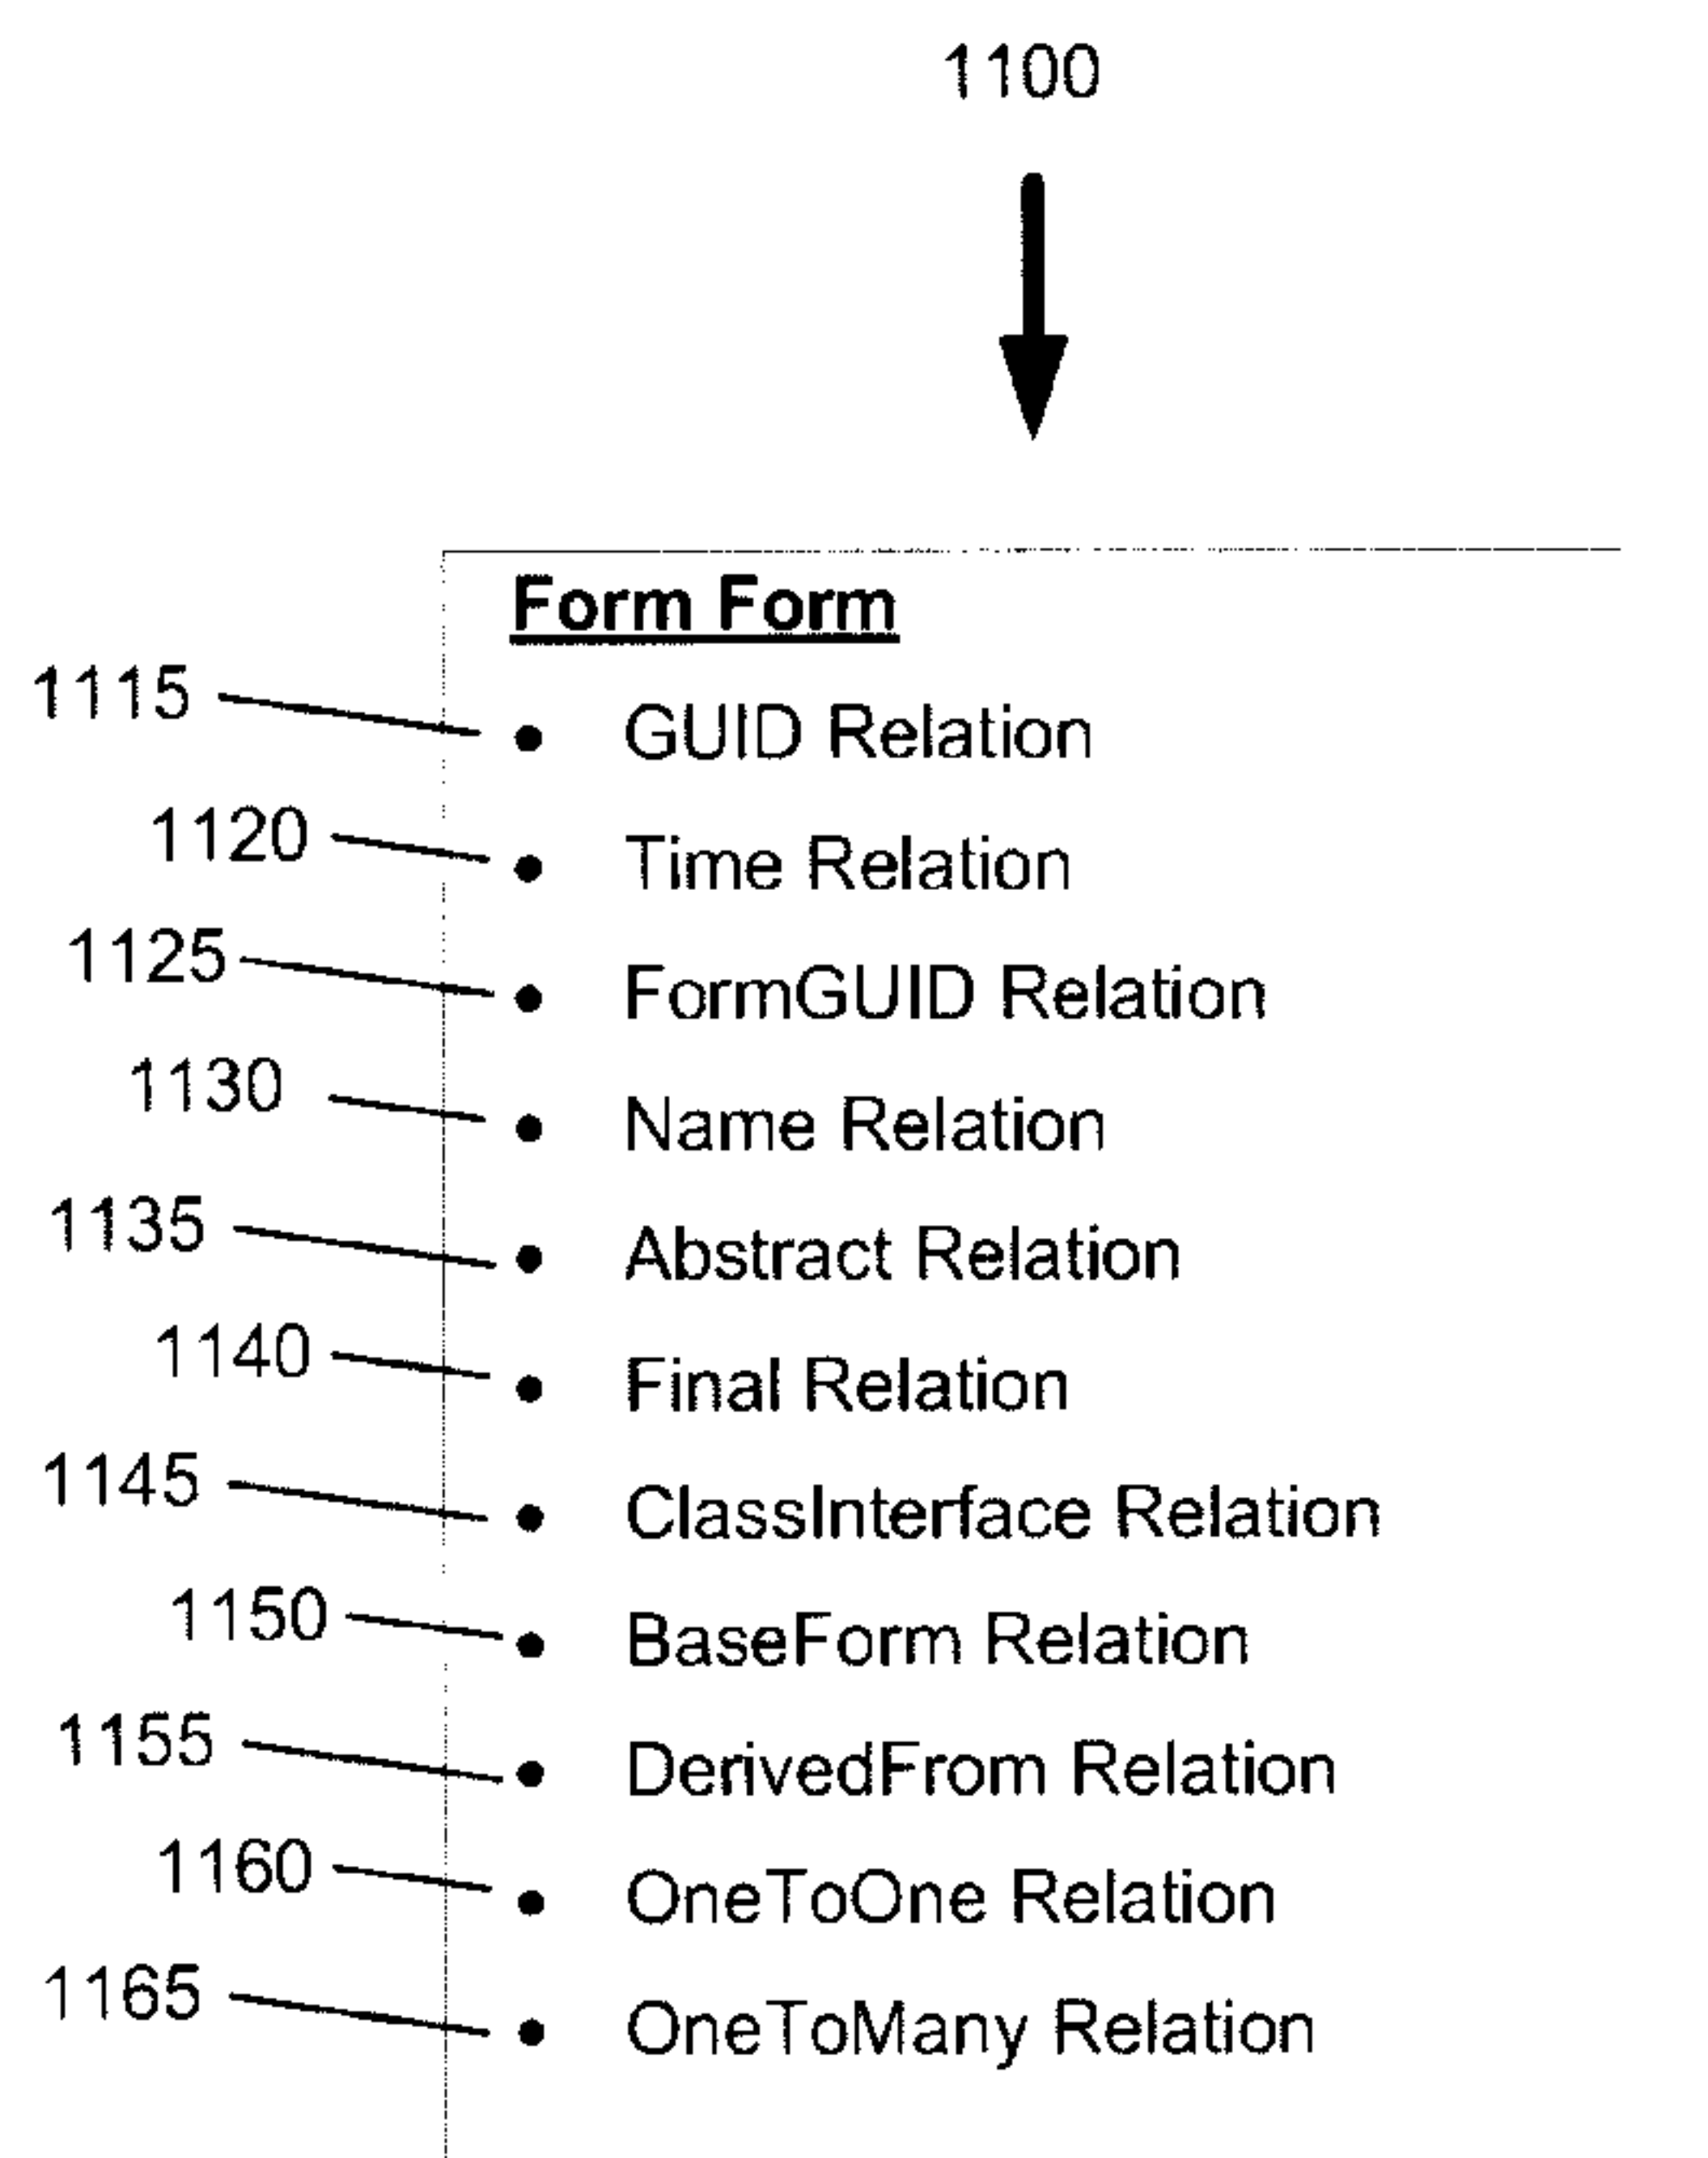 1100
Form Form
1115 • GUID Relation
1120 • Time Relation
1125 • FormGUID Relation
1130 • Name Relation
1135 • Abstract Relation
1140 • Final Relation
1145 • ClassInterface Relation
1150 • BaseForm Relation
1155 • DerivedFrom Relation
1160 • OneToOne Relation
1165 • OneToMany Relation